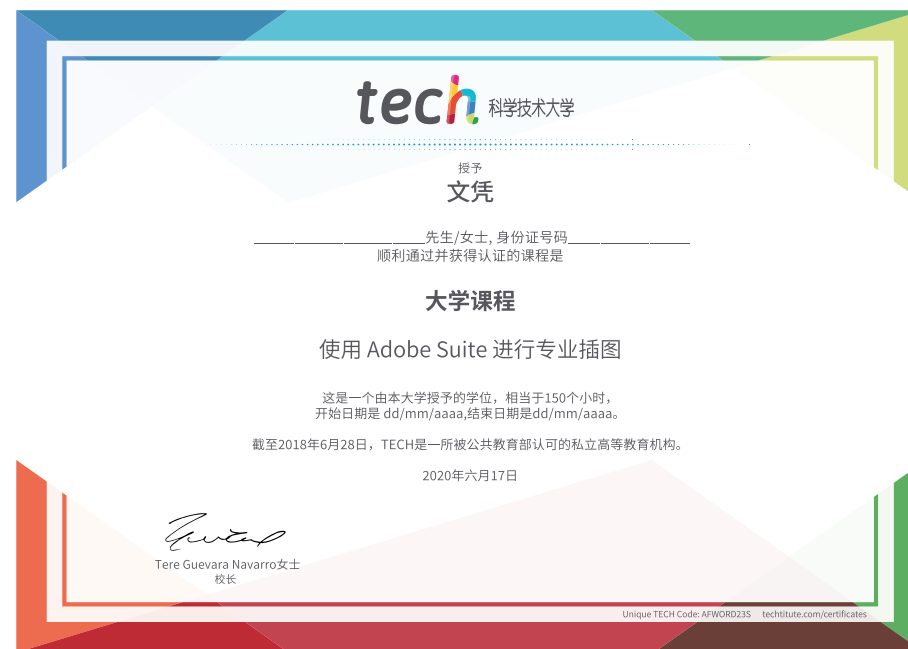 tech 科学技术大学
授予
文凭
先生/女士, 身份证号码
顺利通过并获得认证的课程是
大学课程
使用 Adobe Suite 进行专业插图
这是一个由本大学授予的学位，相当于150个小时，
开始日期是 dd/mm/aaaa,结束日期是dd/mm/aaaa。
截至2018年6月28日，TECH是一所被公共教育部认可的私立高等教育机构。
2020年六月17日
Tere Guevara Navarro女士
校长
Unique TECH Code: AFWORD23S techtitute.com/certificates